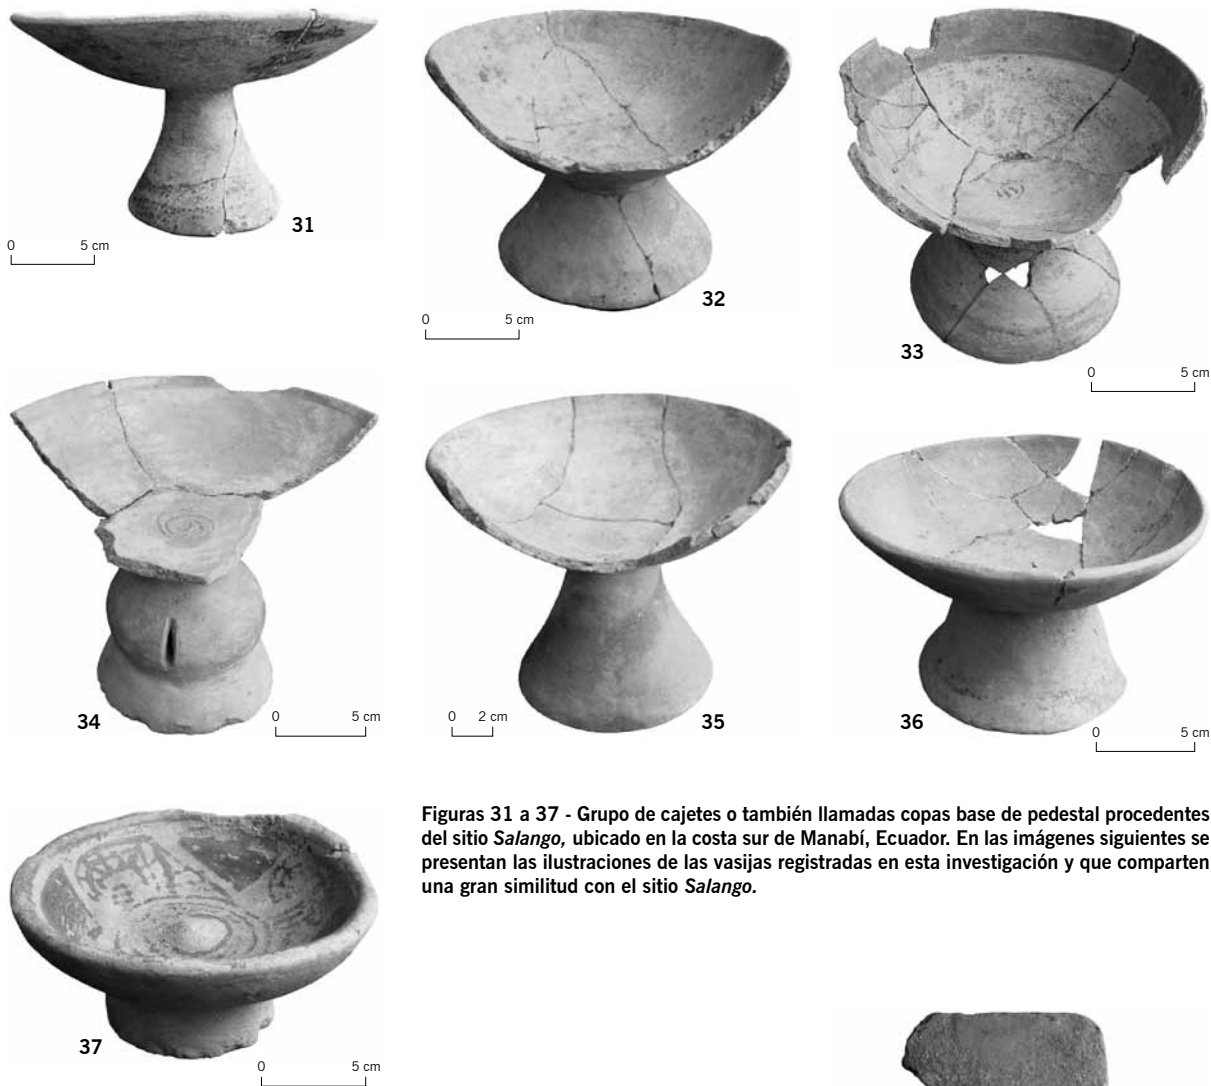 31
0 5 cm
32
0 5 cm
33
0 5 cm
34
0 5 cm
0 2 cm
35
36
0 5 cm
Figuras 31 a 37 - Grupo de cajetes o también llamadas copas base de pedestal procedentes
del sitio Salango, ubicado en la costa sur de Manabí, Ecuador. En las imágenes siguientes se
presentan las ilustraciones de las vasijas registradas en esta investigación y que comparten
una gran similitud con el sitio Salango.
37
0 5 cm